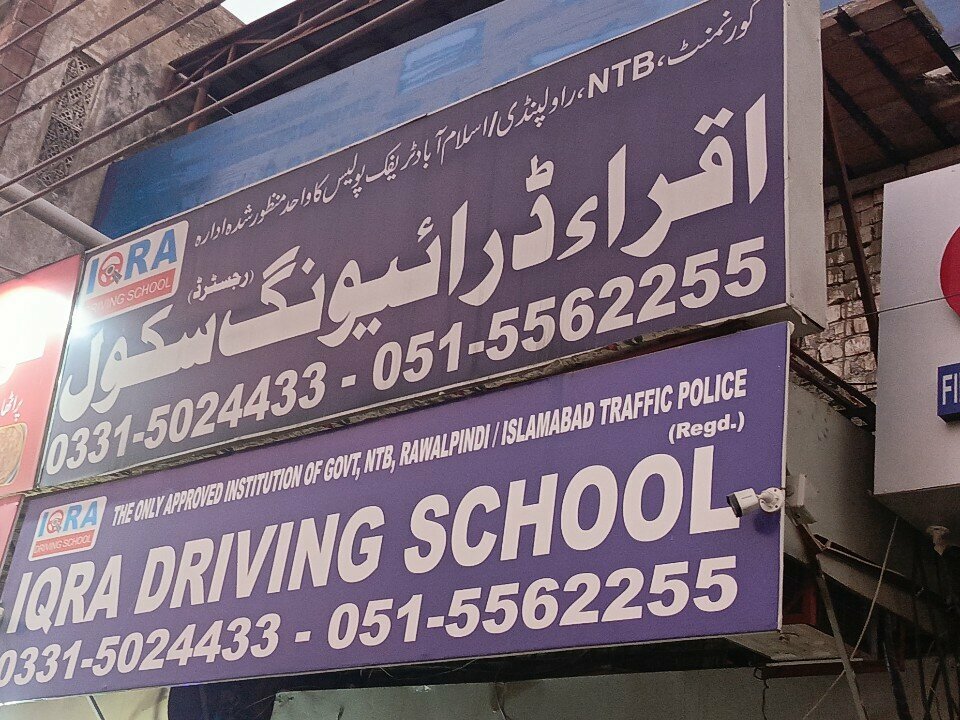 گورنمنٹ، NTB، راولپنڈی/اسلام آباد ٹریفک پولیس کا واحد منظور شدہ ادارہ
IQRA
DRIVING SCHOOL
اقراء ڈرائیونگ سکول
(رجسٹرڈ)
0331-5024433 - 051-5562255
THE ONLY APPROVED INSTITUTION OF GOVT, NTB, RAWALPINDI / ISLAMABAD TRAFFIC POLICE
(Regd.)
IQRA
DRIVING SCHOOL
IQRA DRIVING SCHOOL
0331-5024433 - 051-5562255
FI